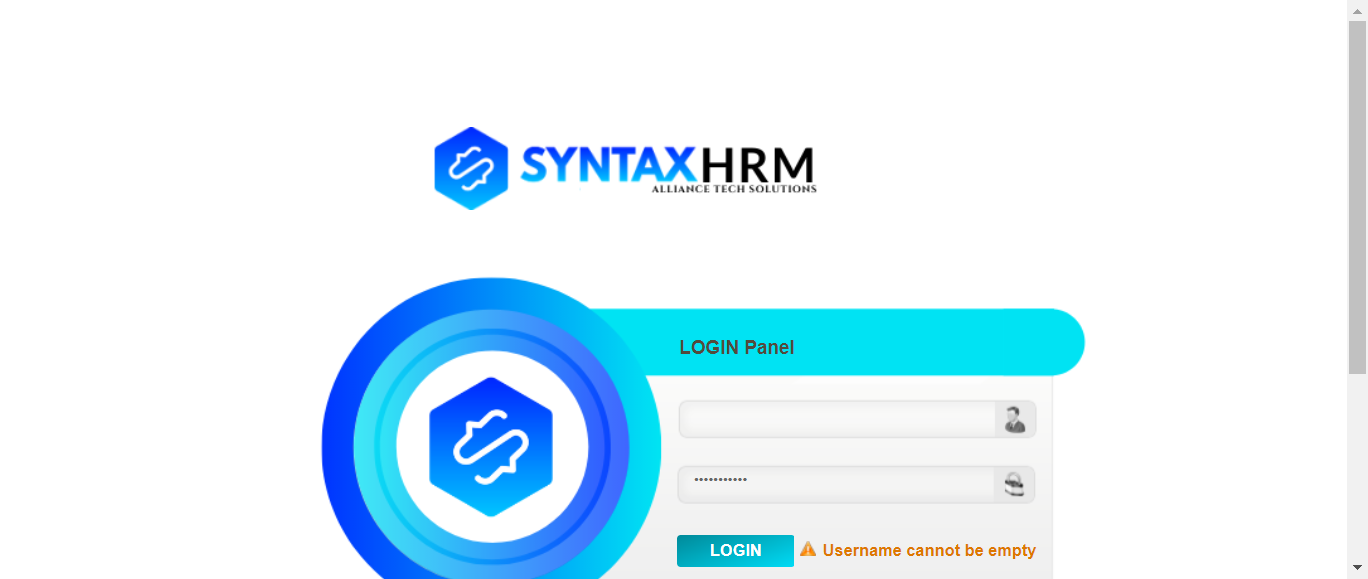 SYNTAXHRM
ALLIANCE TECH SOLUTIONS
LOGIN Panel
•••••••••••
LOGIN
Username cannot be empty